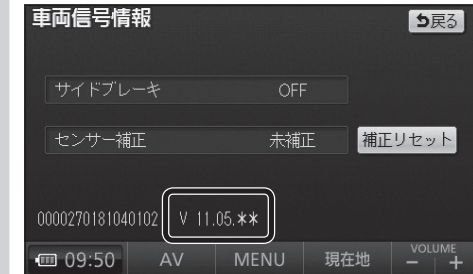 車両信号情報
戻る
サイドブレーキ OFF
センサー補正 未補正 補正リセット
0000270181040102 V 11.05.**
09:50 AV MENU 現在地 VOLUME
− +